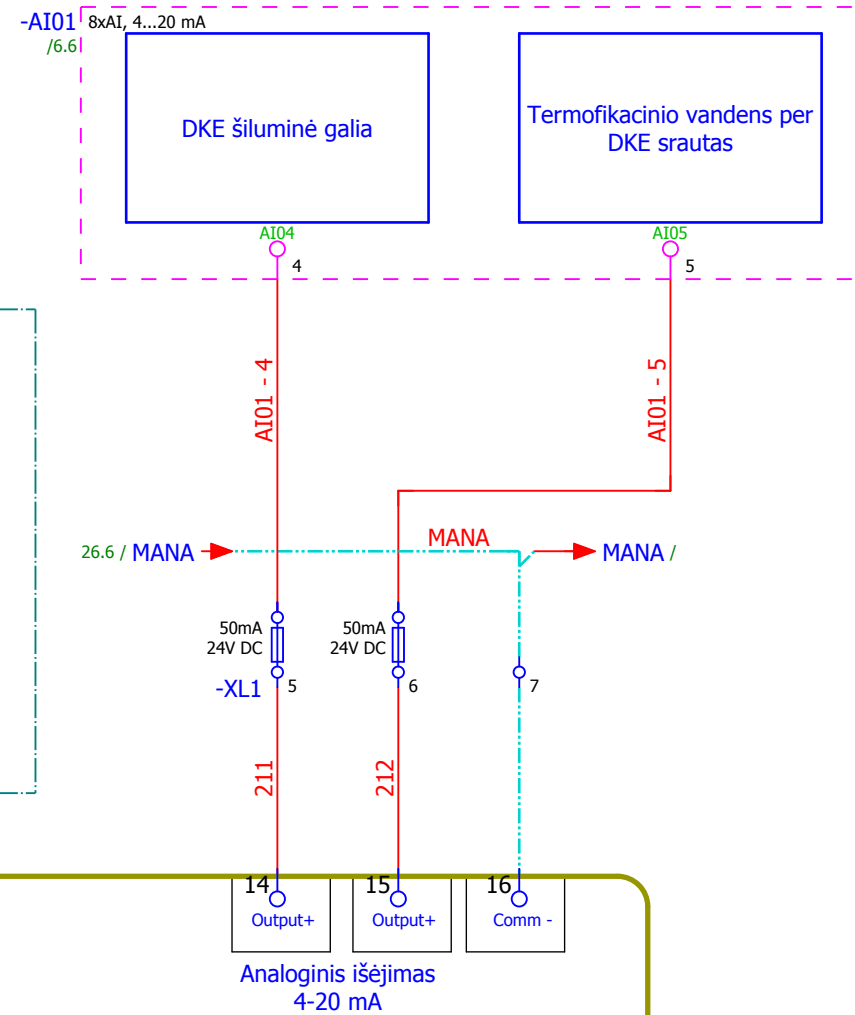 -AI01
8xAI, 4...20 mA
/6.6
DKE šiluminė galia
Termofikacinio vandens per
DKE srautas
AI04
AI05
4
5
AI01 - 4
AI01 - 5
26.6 / MANA
MANA
MANA /
50mA
24V DC
50mA
24V DC
-XL1
5
6
7
211
212
14
15
16
Output+
Output+
Comm -
Analoginis išėjimas
4-20 mA